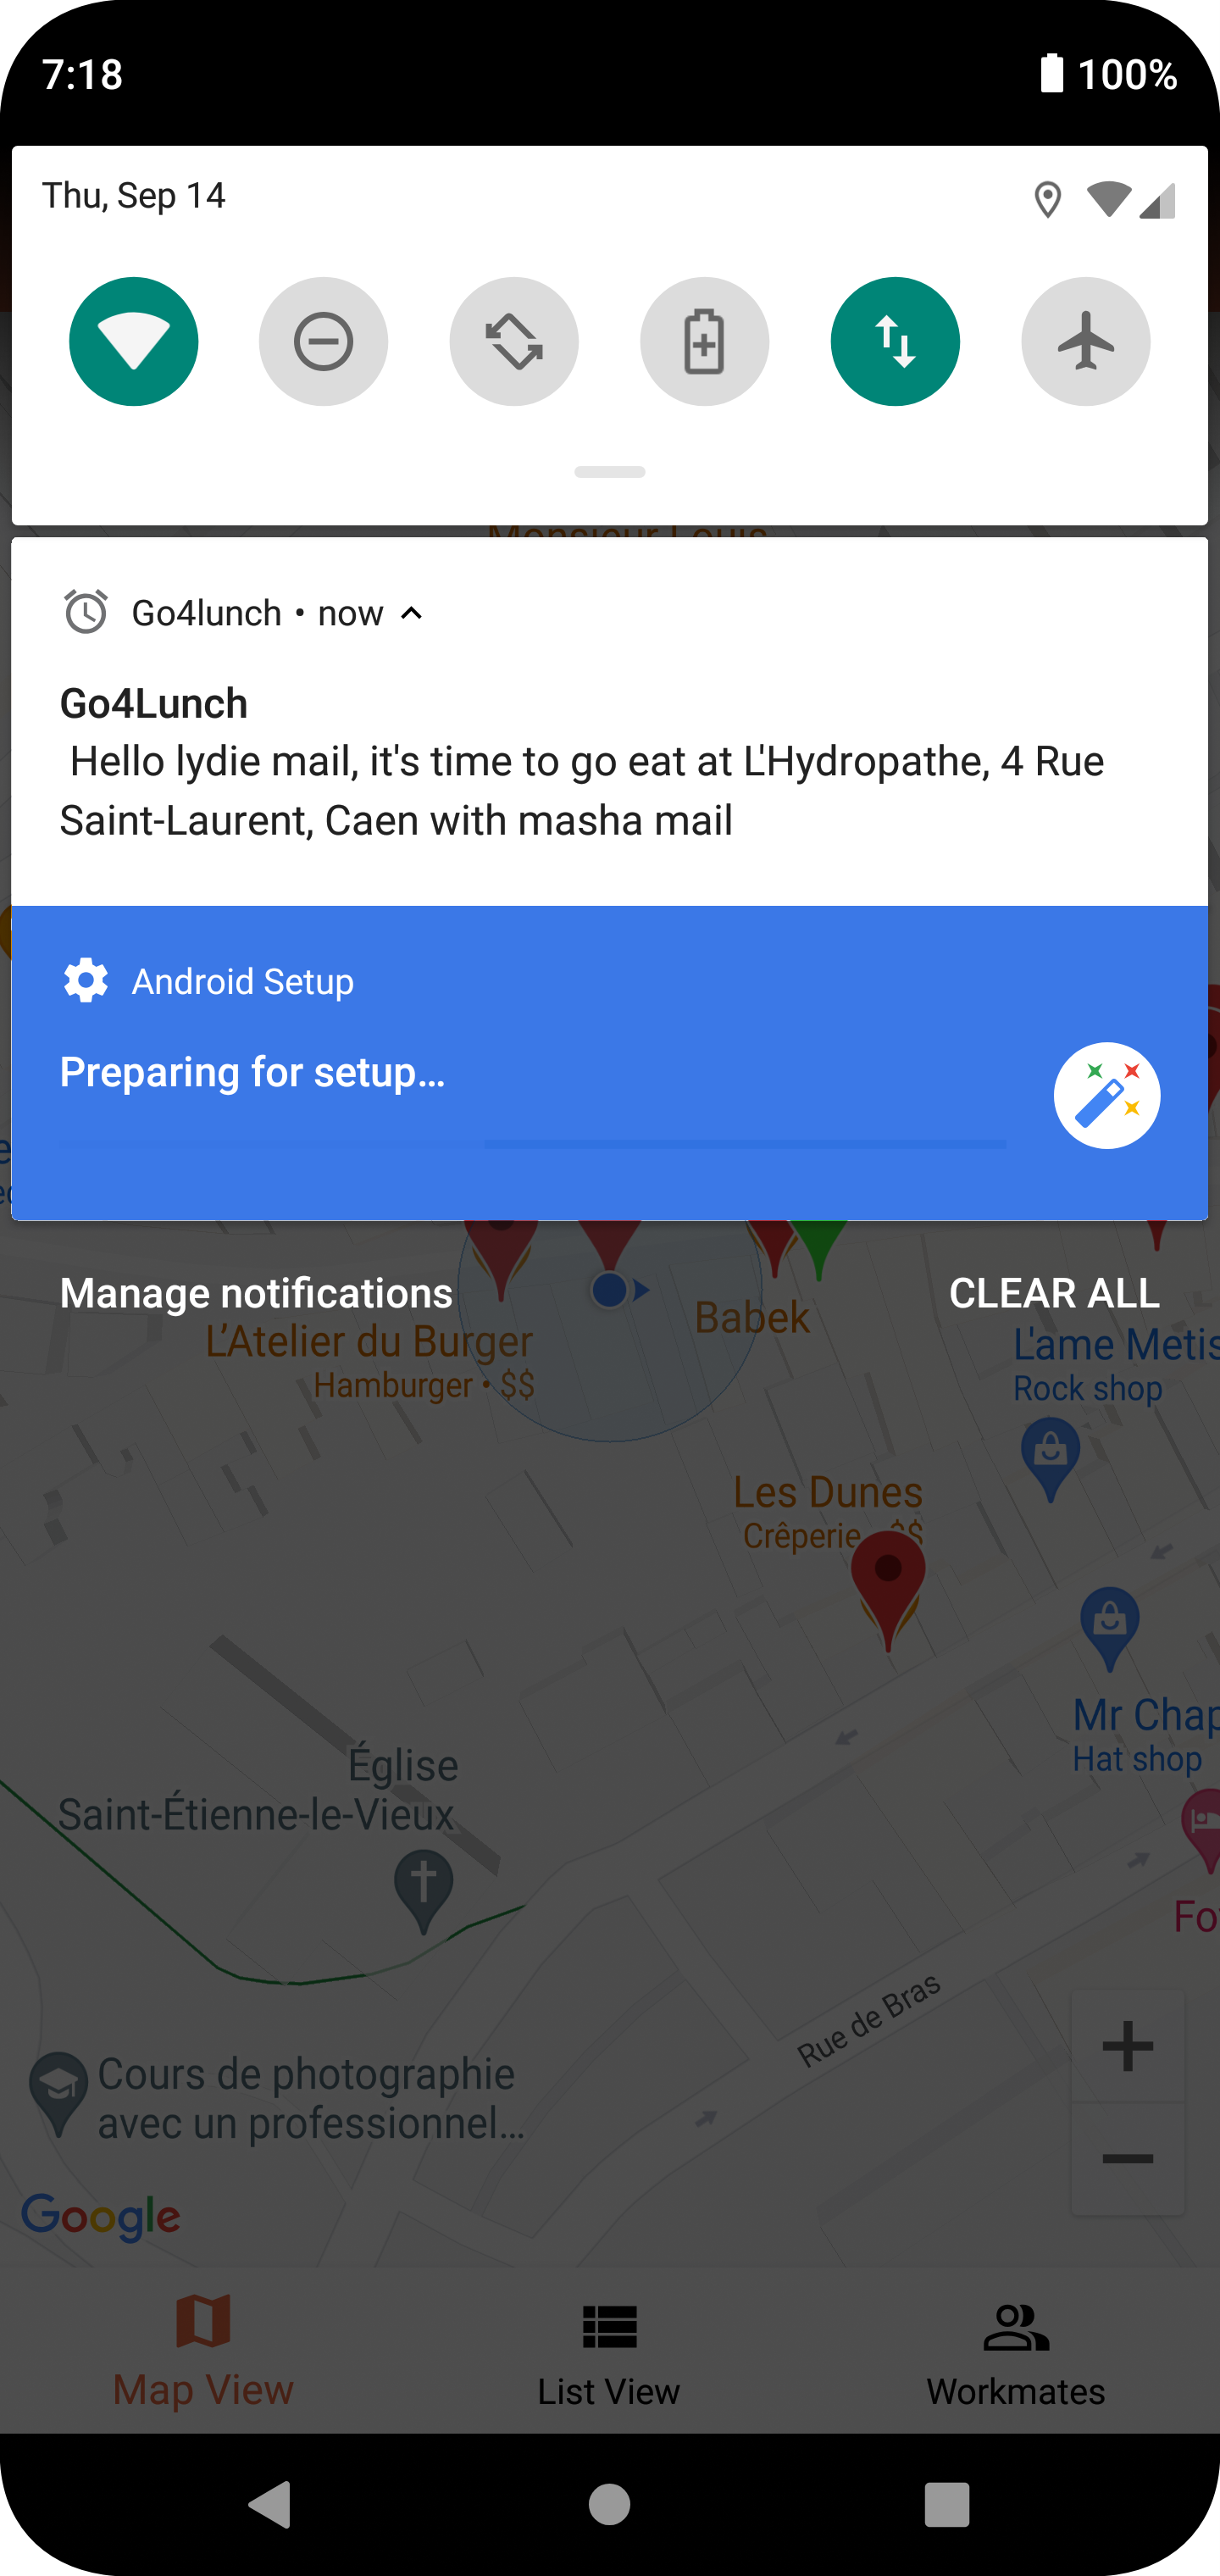 7:18
100%
Thu, Sep 14
Monsieur Louis
Go4lunch • now
Go4Lunch
Hello lydie mail, it's time to go eat at L'Hydropathe, 4 Rue
Saint-Laurent, Caen with masha mail
Android Setup
Preparing for setup...
Manage notifications
CLEAR ALL
L'Atelier du Burger
Hamburger • $$
Babek
L'ame Metis
Rock shop
Les Dunes
Crêperie $$
Mr Chap
Hat shop
Église
Saint-Étienne-le-Vieux
Fo
Rue de Bras
Cours de photographie
avec un professionnel...
Google
Map View
List View
Workmates